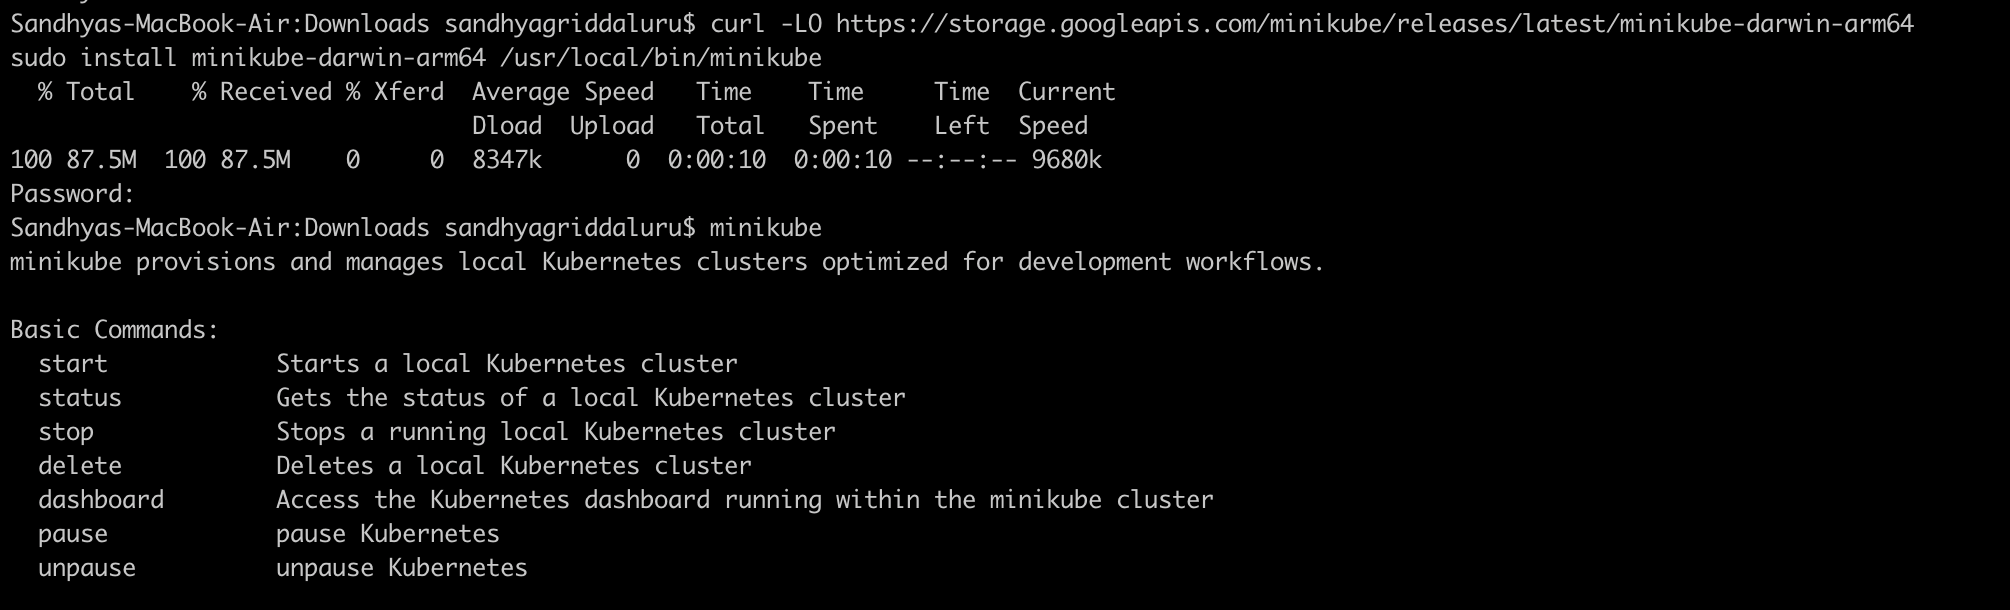 Sandhyas-MacBook-Air:Downloads sandhyagriddaluru$ curl -LO https://storage.googleapis.com/minikube/releases/latest/minikube-darwin-arm64
sudo install minikube-darwin-arm64 /usr/local/bin/minikube
  % Total    % Received % Xferd  Average Speed   Time    Time     Time  Current
                                 Dload  Upload   Total   Spent    Left  Speed
100 87.5M  100 87.5M    0     0  8347k      0  0:00:10  0:00:10 --:--:-- 9680k
Password:
Sandhyas-MacBook-Air:Downloads sandhyagriddaluru$ minikube
minikube provisions and manages local Kubernetes clusters optimized for development workflows.

Basic Commands:
  start            Starts a local Kubernetes cluster
  status           Gets the status of a local Kubernetes cluster
  stop             Stops a running local Kubernetes cluster
  delete           Deletes a local Kubernetes cluster
  dashboard        Access the Kubernetes dashboard running within the minikube cluster
  pause            pause Kubernetes
  unpause          unpause Kubernetes